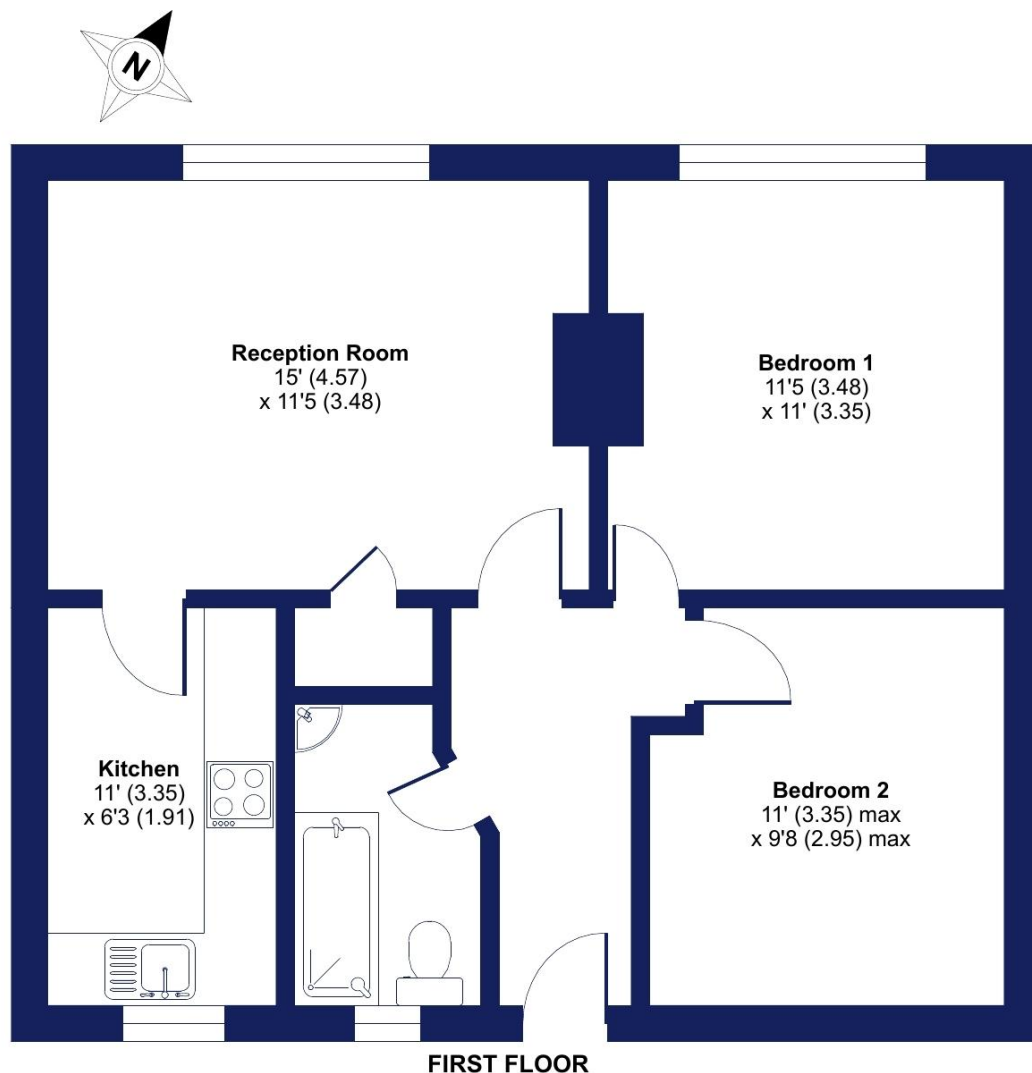 N
Reception Room
15' (4.57)
x 11'5 (3.48)
Bedroom 1
11'5 (3.48)
x 11' (3.35)
Kitchen
11' (3.35)
x 6'3 (1.91)
Bedroom 2
11' (3.35) max
x 9'8 (2.95) max
FIRST FLOOR